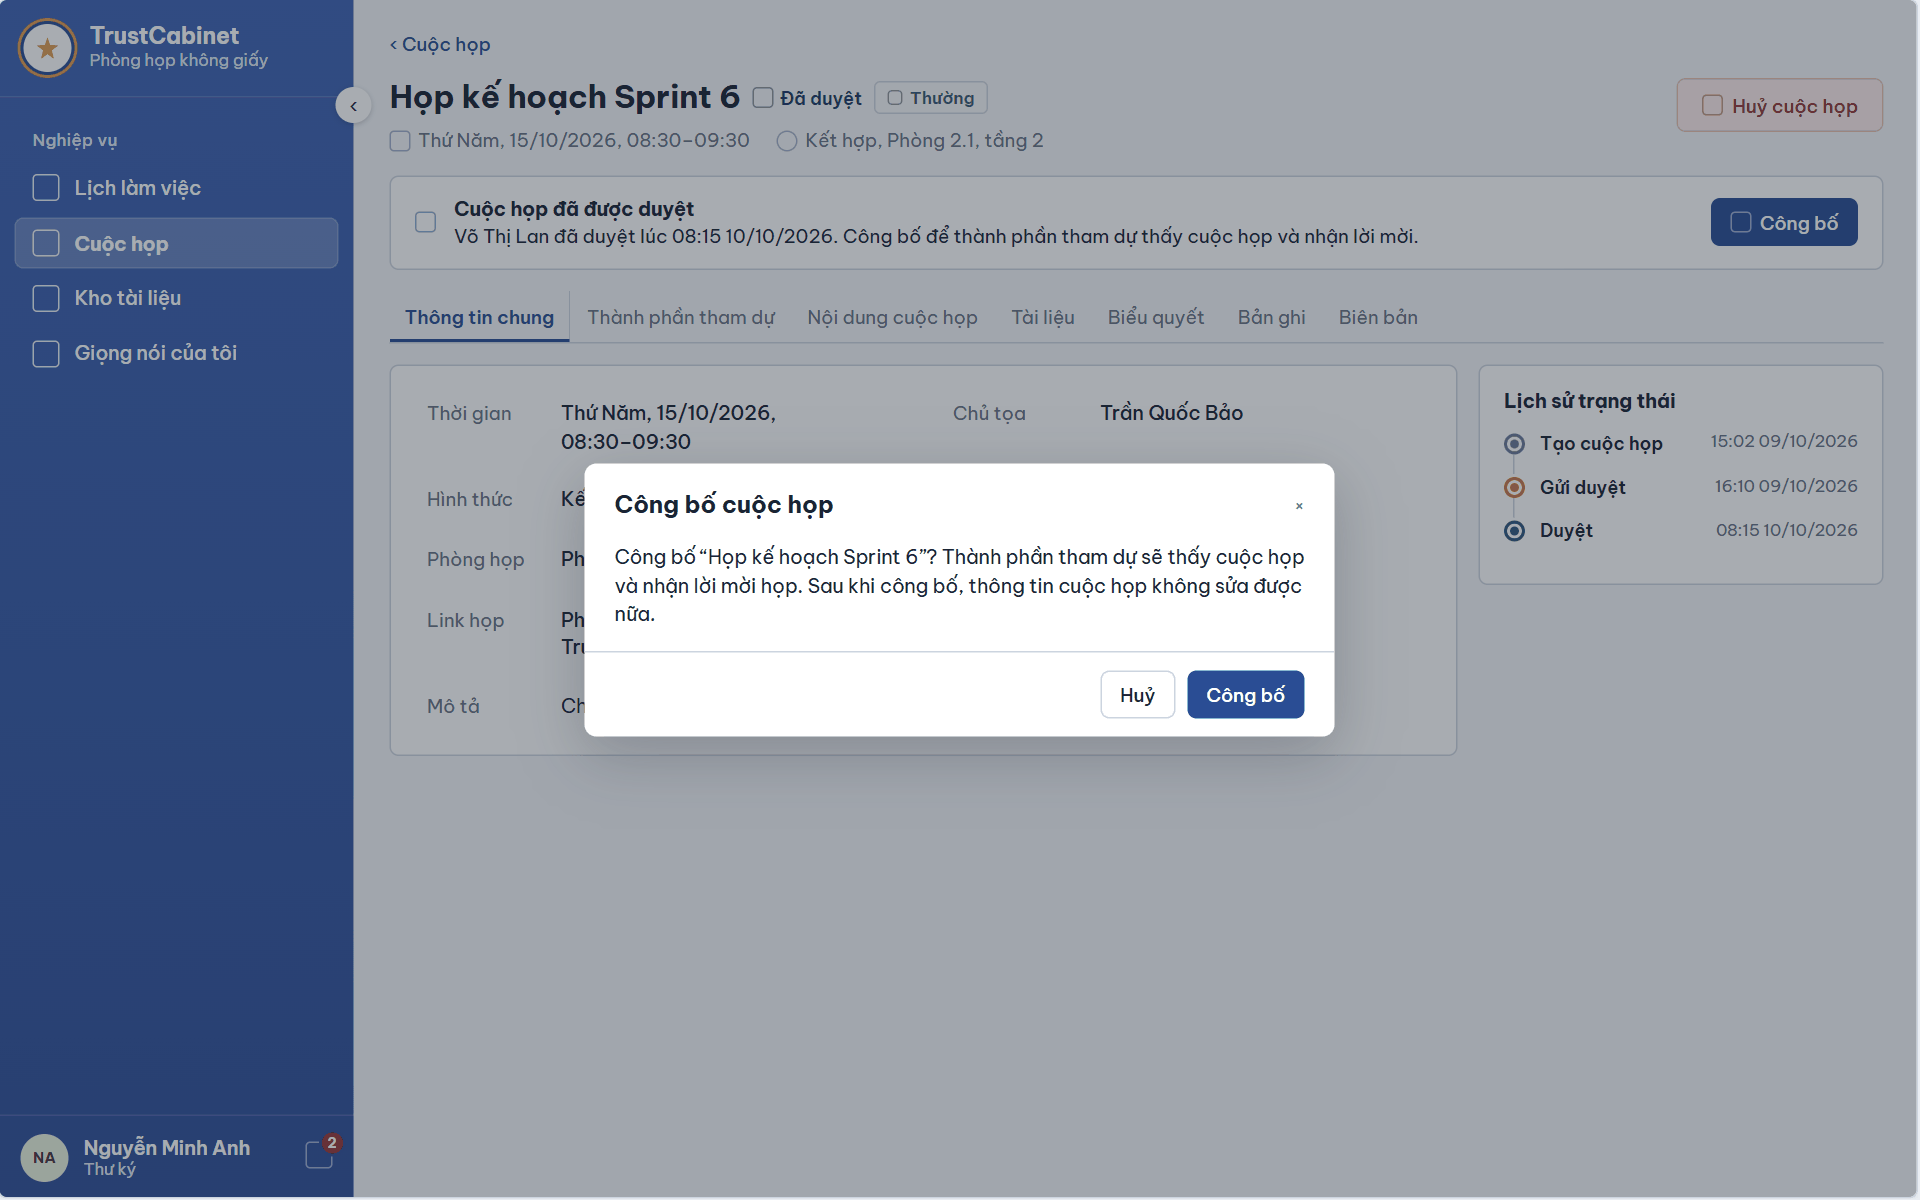 TrustCabinet
Phòng họp không giấy
Nghiệp vụ
Lịch làm việc
Cuộc họp
Kho tài liệu
Giọng nói của tôi
NA
Nguyễn Minh Anh
Thư ký
2
‹ Cuộc họp
Họp kế hoạch Sprint 6
Đã duyệt
Thường
Thứ Năm, 15/10/2026, 08:30–09:30
Kết hợp, Phòng 2.1, tầng 2
Huỷ cuộc họp
Cuộc họp đã được duyệt
Võ Thị Lan đã duyệt lúc 08:15 10/10/2026. Công bố để thành phần tham dự thấy cuộc họp và nhận lời mời.
Công bố
Thông tin chung
Thành phần tham dự
Nội dung cuộc họp
Tài liệu
Biểu quyết
Bản ghi
Biên bản
Thời gian
Thứ Năm, 15/10/2026,
08:30–09:30
Chủ tọa
Trần Quốc Bảo
Hình thức
Phòng họp
Link họp
Mô tả
Lịch sử trạng thái
Tạo cuộc họp
15:02 09/10/2026
Gửi duyệt
16:10 09/10/2026
Duyệt
08:15 10/10/2026
Công bố cuộc họp
×
Công bố “Họp kế hoạch Sprint 6”? Thành phần tham dự sẽ thấy cuộc họp
và nhận lời mời họp. Sau khi công bố, thông tin cuộc họp không sửa được
nữa.
Huỷ
Công bố